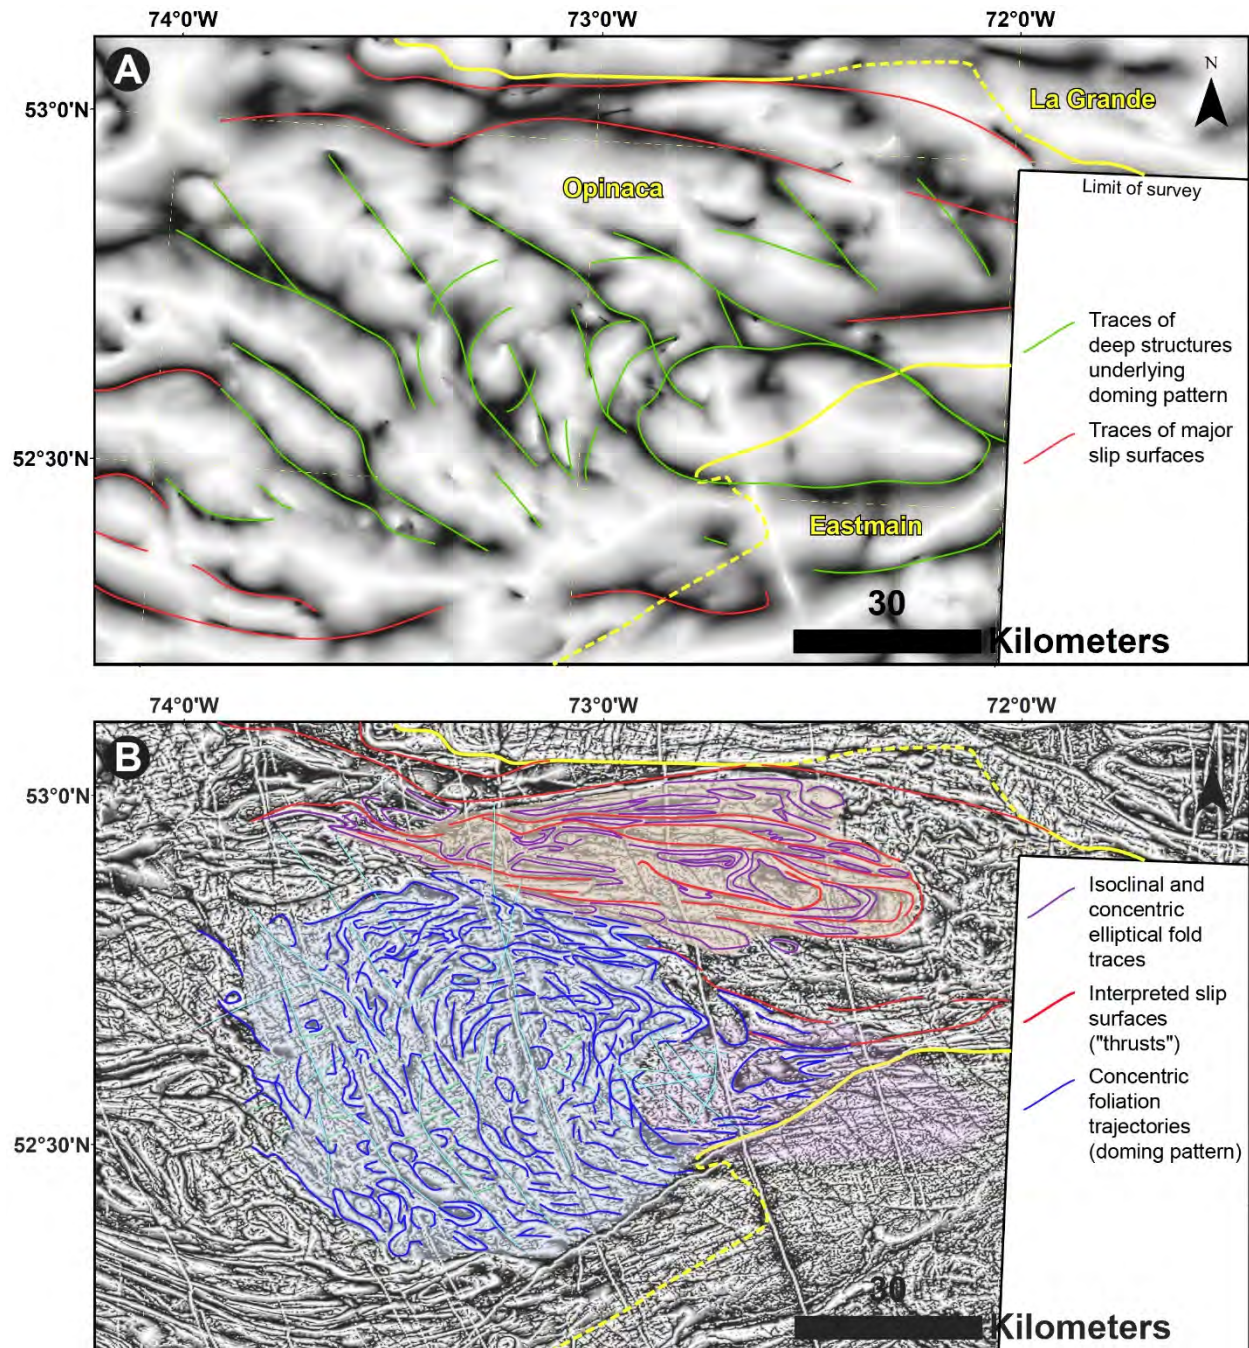 74°0'W 73°0'W 72°0'W
A
N
La Grande
53°0'N
Opinaca
Limit of survey
Traces of
deep structures
underlying
doming pattern
Traces of major
slip surfaces
52°30'N
Eastmain
30
Kilometers
74°0'W 73°0'W 72°0'W
B
53°0'N
Isoclinal and
concentric
elliptical fold
traces
Interpreted slip
surfaces
("thrusts")
Concentric
foliation
trajectories
(doming pattern)
52°30'N
30
Kilometers